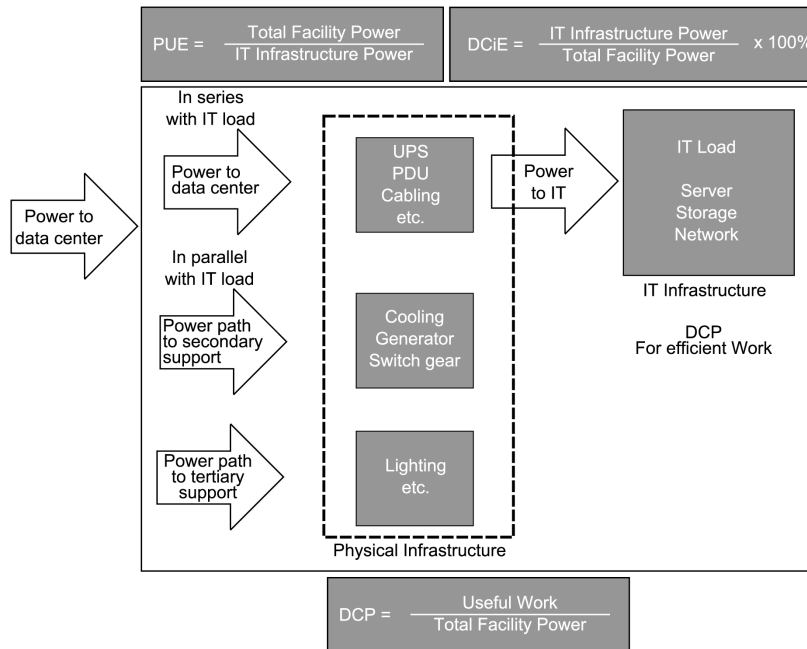 PUE = Total Facility Power
IT Infrastructure Power
DCiE = IT Infrastructure Power x 100%
Total Facility Power
In series
with IT load
Power to
data center
Power to
data center
UPS
PDU
Cabling
etc.
Power
to IT
IT Load
Server
Storage
Network
IT Infrastructure
In parallel
with IT load
Power path
to secondary
support
Cooling
Generator
Switch gear
DCP
For efficient Work
Power path
to tertiary
support
Lighting
etc.
Physical Infrastructure
DCP = Useful Work
Total Facility Power